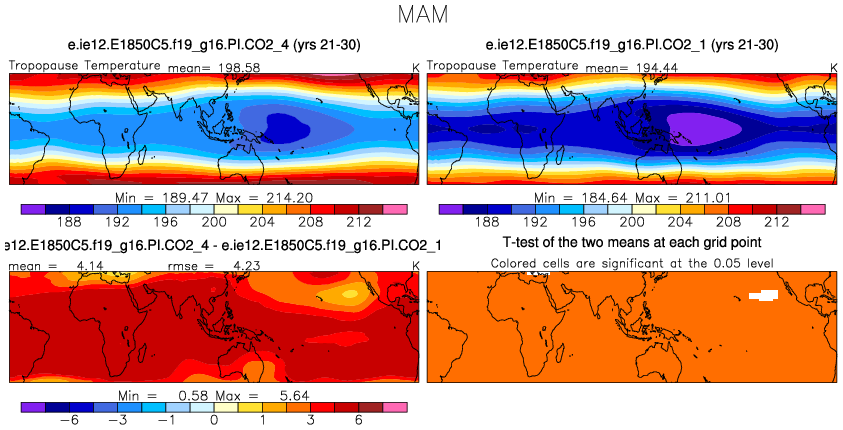 MAM
e.ie12.E1850C5.f19_g16.PI.CO2_4 (yrs 21-30)
Tropopause Temperature mean= 198.58 K
Min = 189.47 Max = 214.20
188 192 196 200 204 208 212
e.ie12.E1850C5.f19_g16.PI.CO2_1 (yrs 21-30)
Tropopause Temperature mean= 194.44 K
Min = 184.64 Max = 211.01
188 192 196 200 204 208 212
e12.E1850C5.f19_g16.PI.CO2_4 - e.ie12.E1850C5.f19_g16.PI.CO2_1
mean = 4.14 rmse = 4.23 K
Min = 0.58 Max = 5.64
-6 -3 -1 0 1 3 6
T-test of the two means at each grid point
Colored cells are significant at the 0.05 level